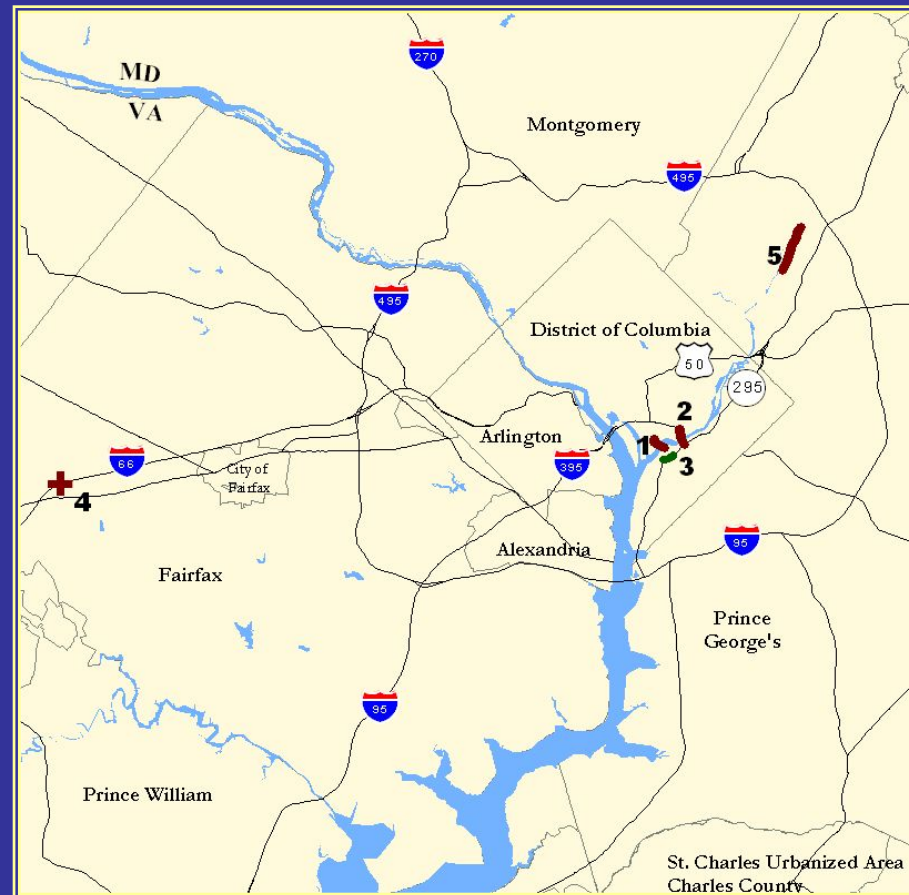 270
MD
VA
Montgomery
495
5
495
District of Columbia
50
295
2
Arlington
1
3
395
66
City of
Fairfax
4
95
Alexandria
Fairfax
Prince
George's
95
Prince William
St. Charles Urbanized Area
Charles County